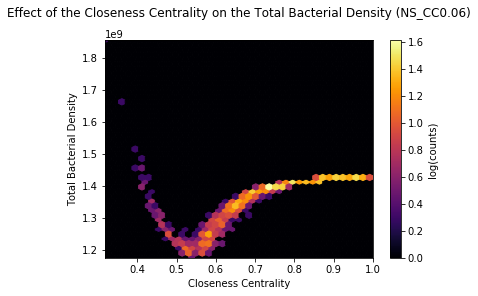 Effect of the Closeness Centrality on the Total Bacterial Density (NS_CC0.06)
1e9
1.8
1.7
1.6
1.5
1.4
1.3
1.2
Total Bacterial Density
0.4 0.5 0.6 0.7 0.8 0.9 1.0
Closeness Centrality
1.6
1.4
1.2
1.0
0.8
0.6
0.4
0.2
0.0
log(counts)